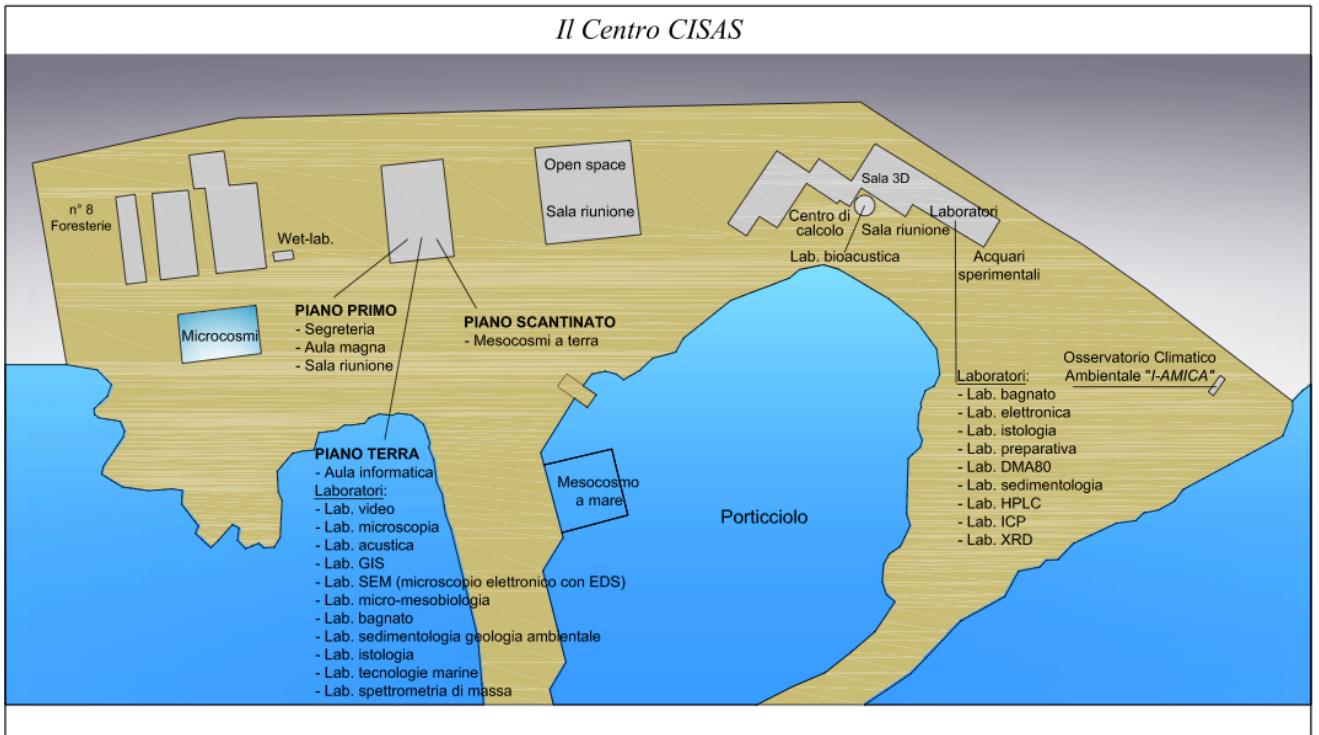 Il Centro CISAS
n° 8
Foresterie
Wet-lab.
Microcosmi
Open space
Sala riunione
Sala 3D
Centro di
calcolo
Sala riunione
Laboratori
Lab. bioacustica
Acquari
sperimentali
PIANO PRIMO
- Segreteria
- Aula magna
- Sala riunione
PIANO SCANTINATO
- Mesocosmi a terra
PIANO TERRA
- Aula informatica
Laboratori:
- Lab. video
- Lab. microscopia
- Lab. acustica
- Lab. GIS
- Lab. SEM (microscopio elettronico con EDS)
- Lab. micro-mesobiologia
- Lab. bagnato
- Lab. sedimentologia geologia ambientale
- Lab. istologia
- Lab. tecnologie marine
- Lab. spettrometria di massa
Mesocosmo
a mare
Porticciolo
Osservatorio Climatico
Ambientale "I-AMICA"
Laboratori:
- Lab. bagnato
- Lab. elettronica
- Lab. istologia
- Lab. preparativa
- Lab. DMA80
- Lab. sedimentologia
- Lab. HPLC
- Lab. ICP
- Lab. XRD